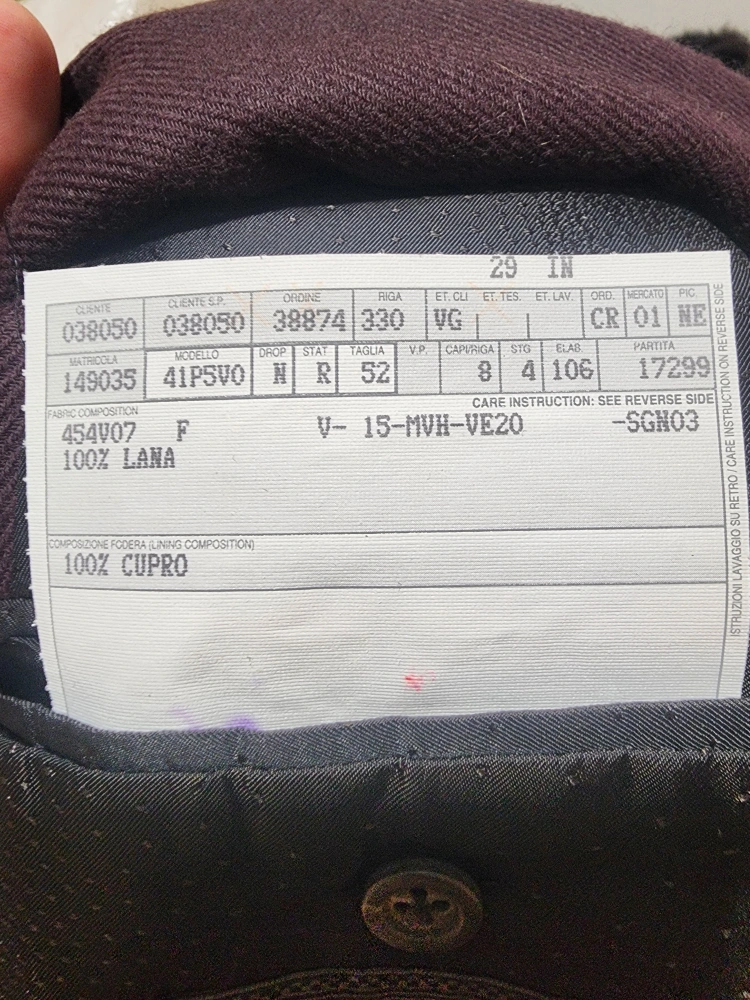 29 IN
CLIENTE CLIENTE S.P. ORDINE RIGA ET. CLI ET. TES. ET. LAV. ORD. MERCATO PIC.
038050 038050 38874 330 VG CR 01 NE
MATRICOLA MODELLO DROP STAT TAGLIA V.P. CAPI/RIGA STG ELAB. PARTITA
149035 41P5V0 N R 52 8 4 106 17299
FABRIC COMPOSITION CARE INSTRUCTION: SEE REVERSE SIDE
454V07 F V- 15-MVH-VE20 -SGN03
100% LANA
COMPOSIZIONE FODERA (LINING COMPOSITION)
100% CUPRO
ISTRUZIONI LAVAGGIO SU RETRO / CARE INSTRUCTION ON REVERSE SIDE